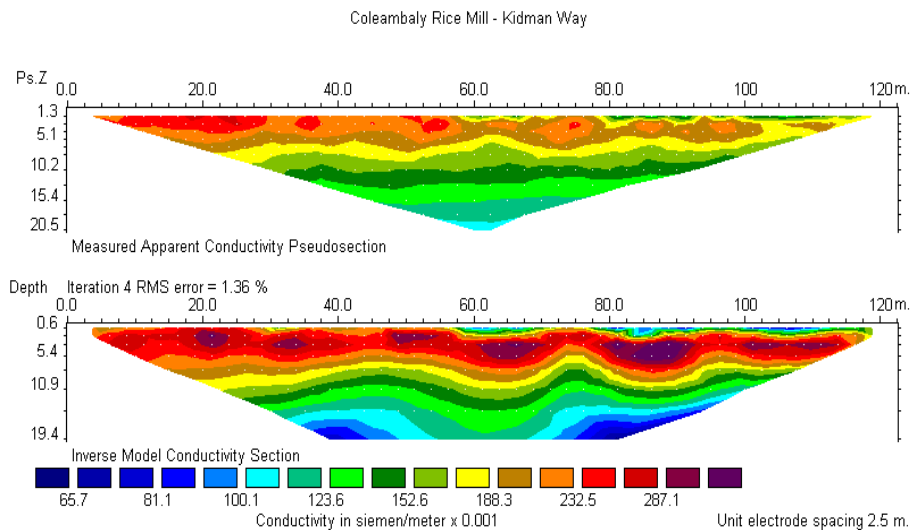 Coleambaly Rice Mill - Kidman Way
Ps.Z
0.0 20.0 40.0 60.0 80.0 100 120 m.
1.3
5.1
10.2
15.4
20.5
Measured Apparent Conductivity Pseudosection
Depth Iteration 4 RMS error = 1.36 %
0.0 20.0 40.0 60.0 80.0 100 120 m.
0.6
5.4
10.9
19.4
Inverse Model Conductivity Section
65.7 81.1 100.1 123.6 152.6 188.3 232.5 287.1
Conductivity in siemen/meter x 0.001 Unit electrode spacing 2.5 m.